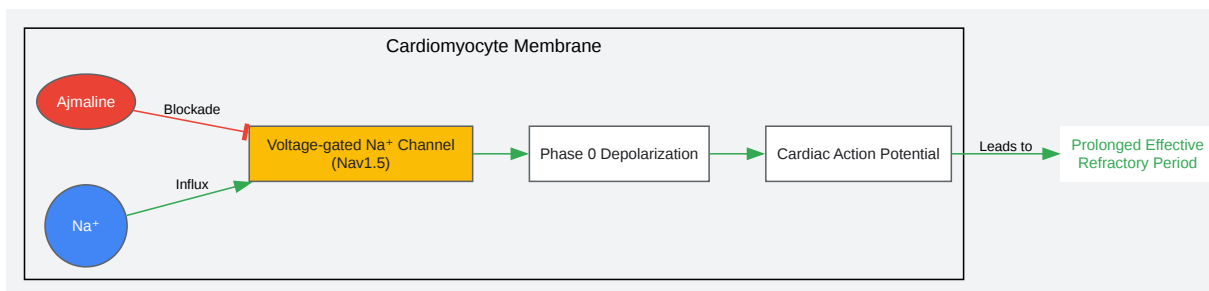 Cardiomyocyte Membrane
Ajmaline
Blockade
Voltage-gated Na⁺ Channel
(Nav1.5)
Phase 0 Depolarization
Cardiac Action Potential
Leads to
Prolonged Effective
Refractory Period
Influx
Na⁺